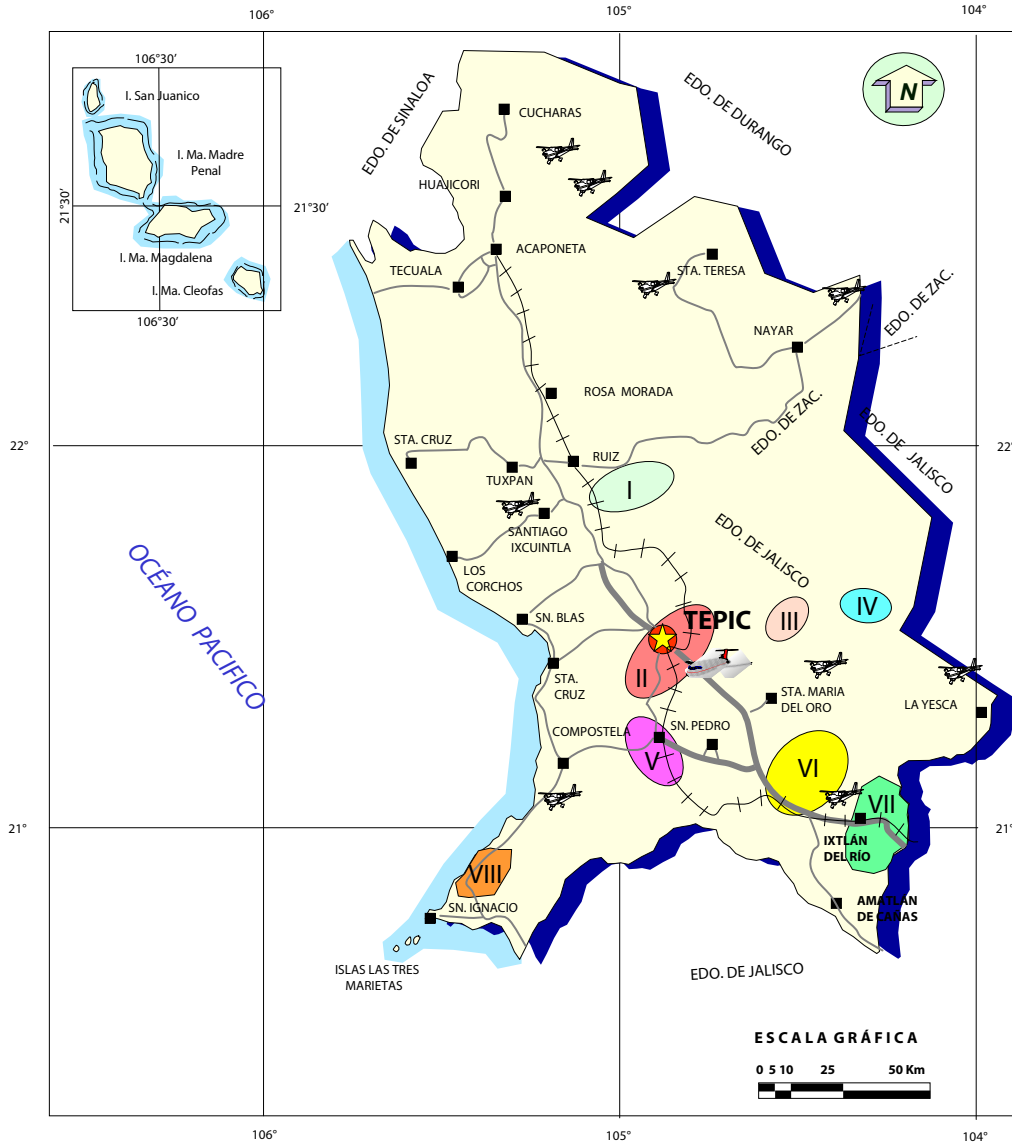 106°
105°
104°
106°30’
I. San Juanico
I. Ma. Madre
Penal
21°30’
21°30’
I. Ma. Magdalena
I. Ma. Cleofas
106°30’
EDO. DE SINALOA
EDO. DE DURANGO
N
CUCHARAS
HUAJICORI
ACAPONETA
TECUALA
STA. TERESA
EDO. DE ZAC.
NAYAR
ROSA MORADA
EDO. DE ZAC.
EDO. DE JALISCO
22°
22°
STA. CRUZ
RUIZ
TUXPAN
I
SANTIAGO
IXCUINTLA
EDO. DE JALISCO
LOS
CORCHOS
OCÉANO PACIFICO
SN. BLAS
TEPIC
III
IV
II
STA.
CRUZ
STA. MARIA
DEL ORO
LA YESCA
COMPOSTELA
SN. PEDRO
V
VI
VII
21°
21°
IXTLÁN
DEL RÍO
VIII
SN. IGNACIO
AMATLÁN
DE CAÑAS
ISLAS LAS TRES
MARIETAS
EDO. DE JALISCO
ESCALA GRÁFICA
0 5 10 25 50 Km
106°
105°
104°